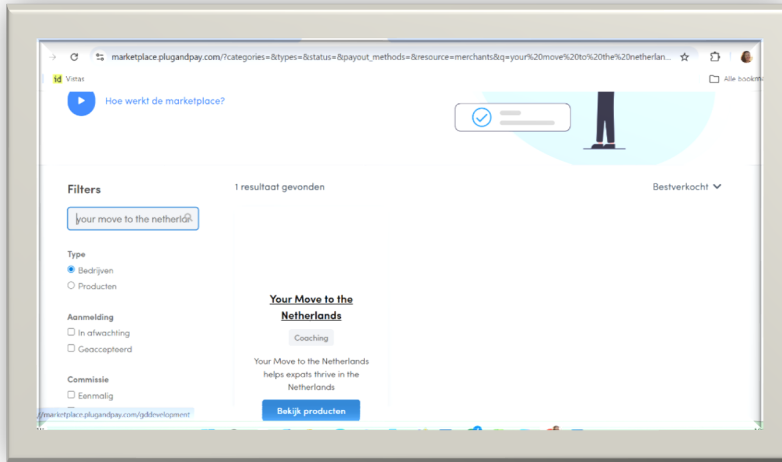 marketplace.plugandpay.com/?categories=&types=&status=&payout_methods=&resource=merchants&q=your%20move%20to%20the%20netherlan...
id Vistas
Alle bookm
Hoe werkt de marketplace?
Filters
1 resultaat gevonden
Bestverkocht
your move to the netherlan
Type
Bedrijven
Producten
Your Move to the
Netherlands
Aanmelding
In afwachting
Coaching
Geaccepteerd
Your Move to the Netherlands
helps expats thrive in the
Netherlands
Commissie
Eenmalig
Bekijk producten
//marketplace.plugandpay.com/gddevelopment